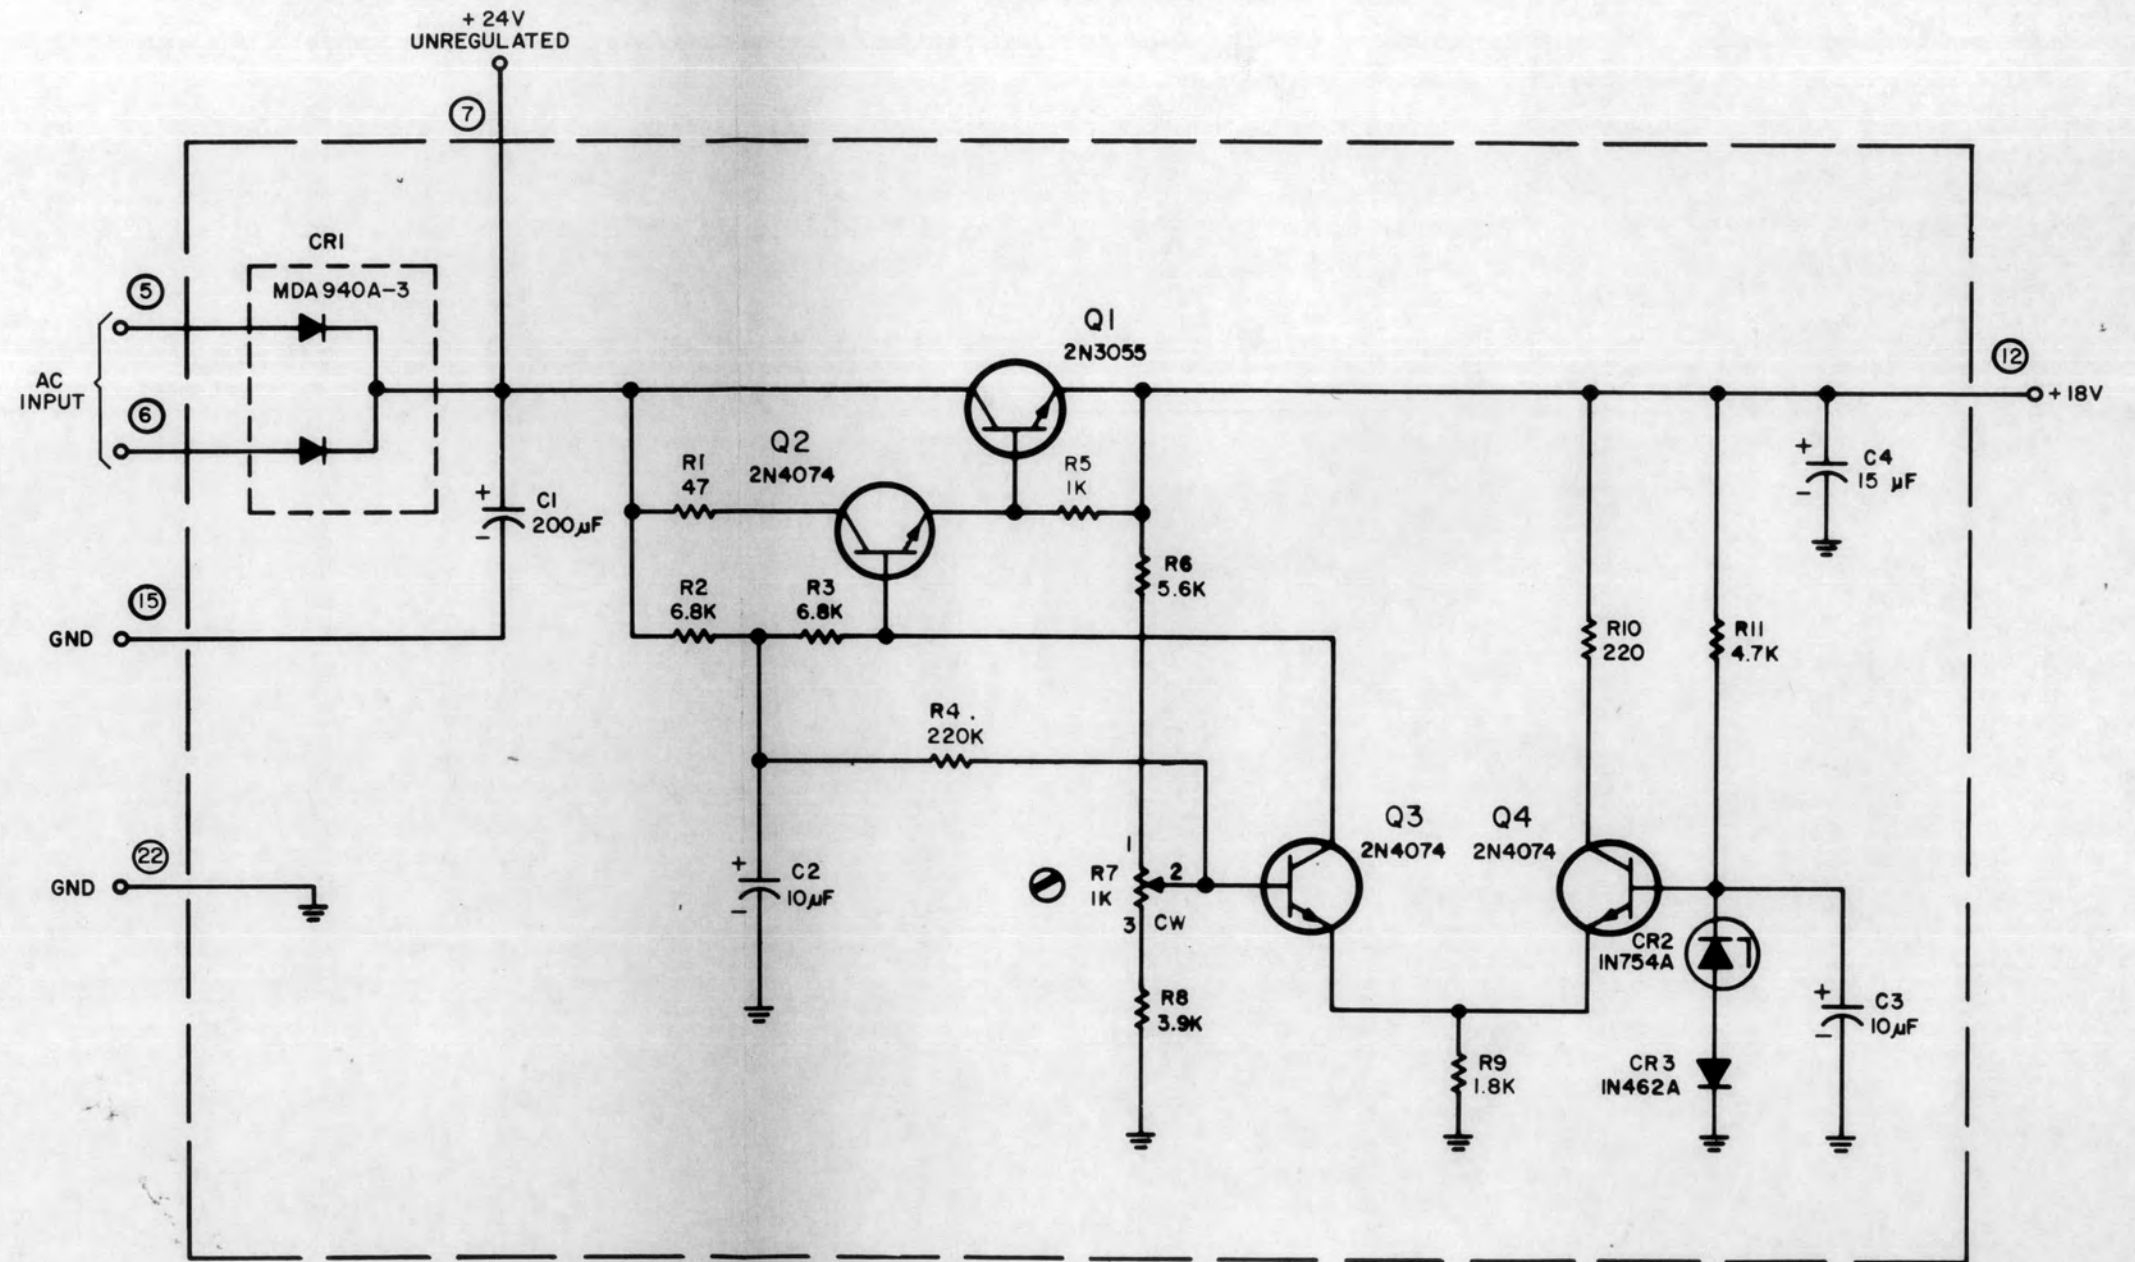 + 24V
UNREGULATED
7
CR1
MDA940A-3
5
AC
INPUT
6
Q1
2N3055
12
+18V
Q2
2N4074
R1
47
R5
1K
C1
200µF
+
-
C4
15 µF
+
-
15
GND
R2
6.8K
R3
6.8K
R6
5.6K
R10
220
R11
4.7K
R4 .
220K
Q3
2N4074
Q4
2N4074
22
GND
C2
10µF
+
-
1
R7
1K
2
3
CW
CR2
1N754A
R8
3.9K
C3
10µF
+
-
R9
1.8K
CR3
1N462A